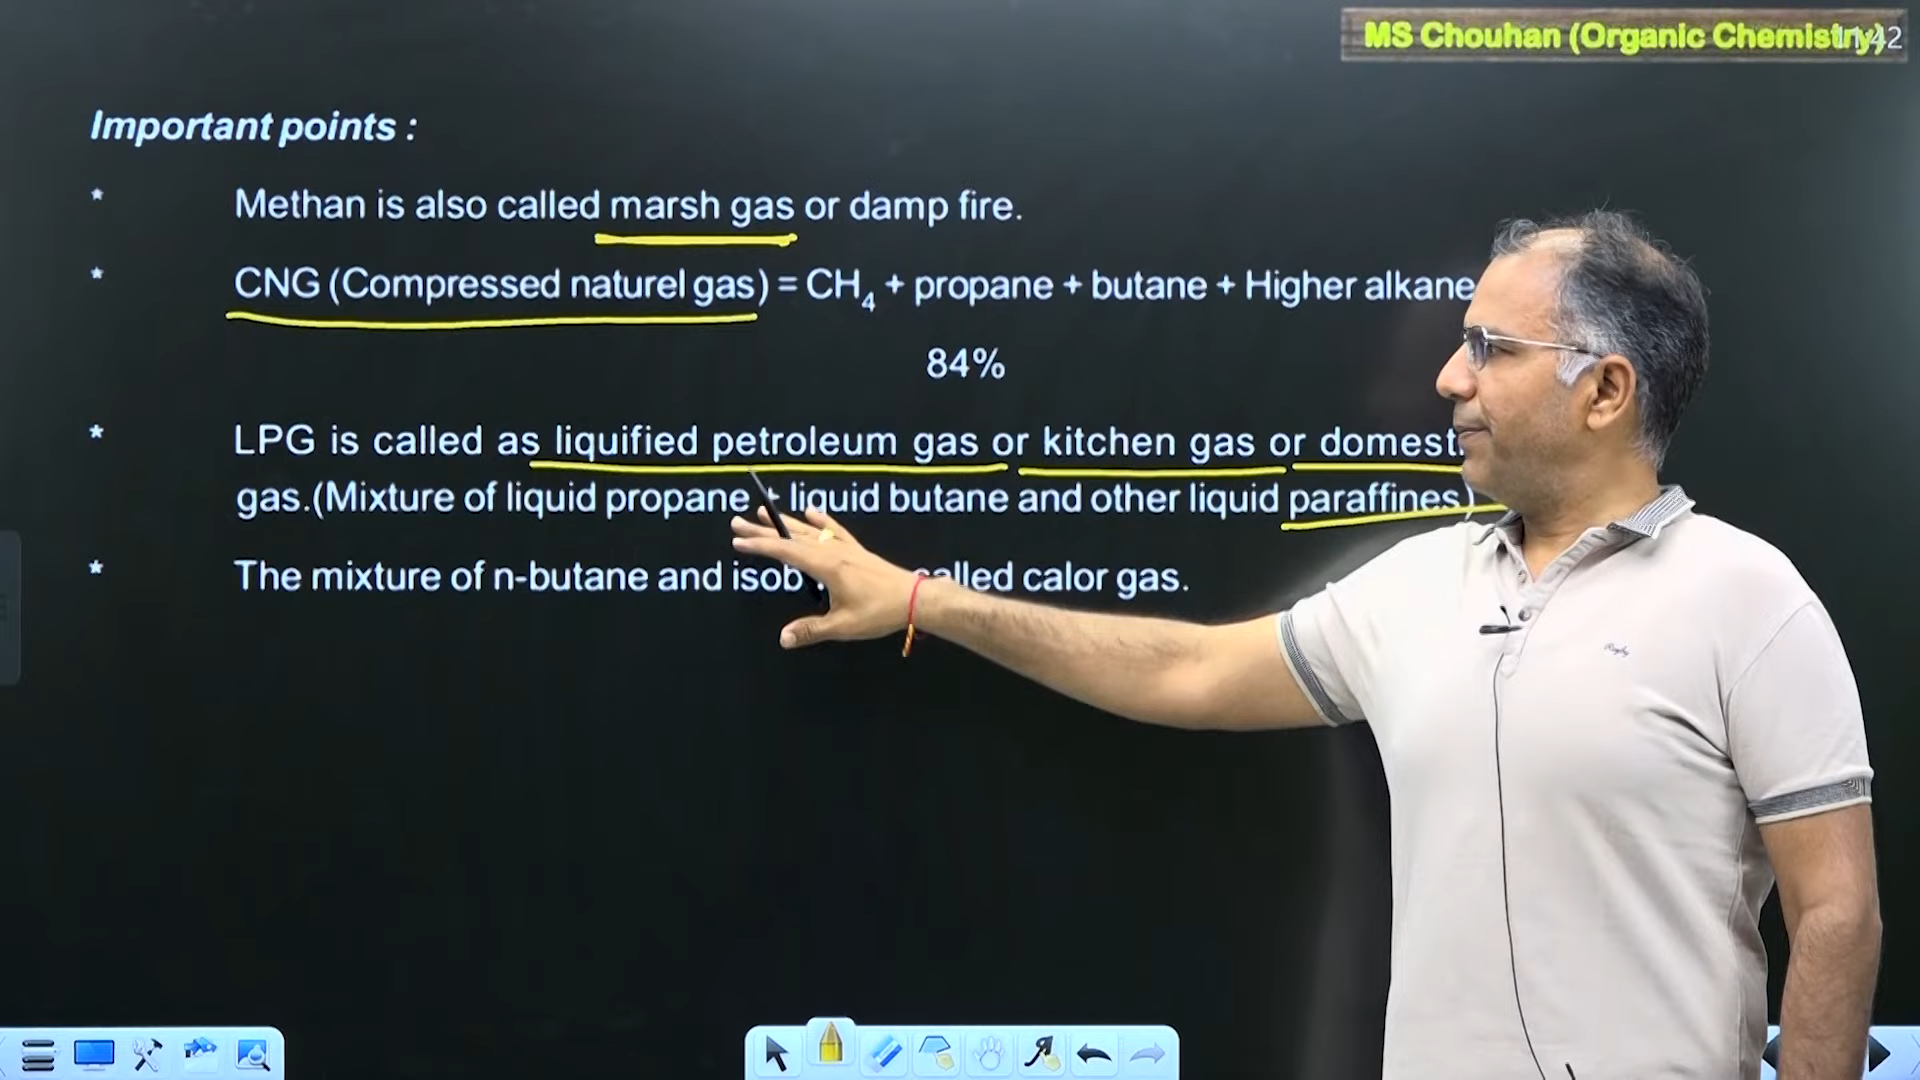 MS Chouhan (Organic Chemistry)
11:42
Important points :
* Methan is also called marsh gas or damp fire.
* CNG (Compressed naturel gas) = CH₄ + propane + butane + Higher alkane
84%
* LPG is called as liquified petroleum gas or kitchen gas or domest
gas.(Mixture of liquid propane + liquid butane and other liquid paraffines)
* The mixture of n-butane and isob called calor gas.